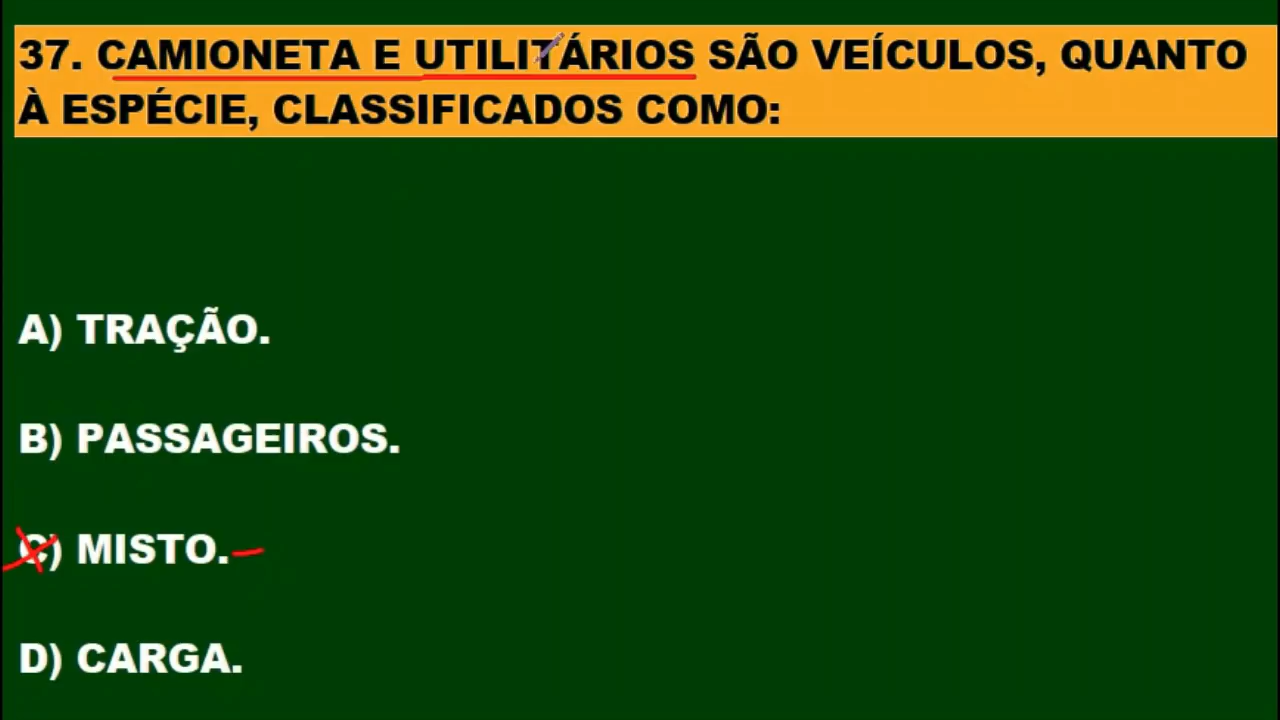 37. CAMIONETA E UTILITÁRIOS SÃO VEÍCULOS, QUANTO
À ESPÉCIE, CLASSIFICADOS COMO:
A) TRAÇÃO.
B) PASSAGEIROS.
C) MISTO.
D) CARGA.